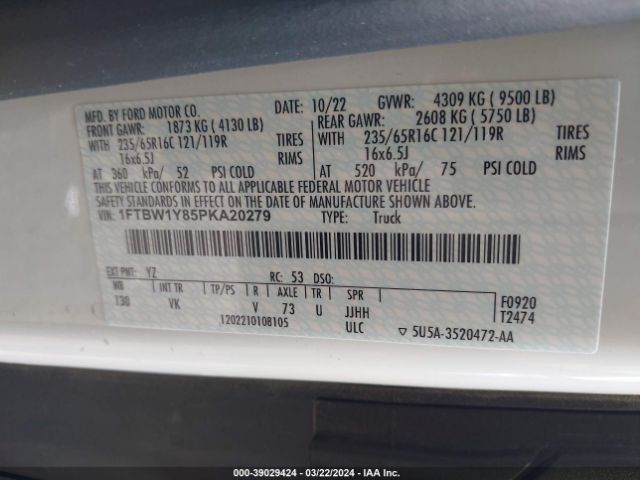 MFD. BY FORD MOTOR CO. DATE: 10/22 GVWR: 4309 KG ( 9500 LB)
FRONT GAWR: 1873 KG ( 4130 LB) REAR GAWR: 2608 KG ( 5750 LB)
WITH 235/65R16C 121/119R TIRES WITH 235/65R16C 121/119R TIRES
16x6.5J RIMS 16x6.5J RIMS
AT 360 kPa/ 52 PSI COLD AT 520 kPa/ 75 PSI COLD
THIS VEHICLE CONFORMS TO ALL APPLICABLE FEDERAL MOTOR VEHICLE
SAFETY STANDARDS IN EFFECT ON THE DATE OF MANUFACTURE SHOWN ABOVE.
VIN: 1FTBW1Y85PKA20279 TYPE: Truck
EXT PNT: YZ RC: 53 DSO:
WB INT TR TP/PS R AXLE TR SPR F0920
130 VK V 73 U JJHH T2474
1202210108105 ULC ▽ 5U5A-3520472-AA
000-39029424 - 03/22/2024 - IAA Inc.